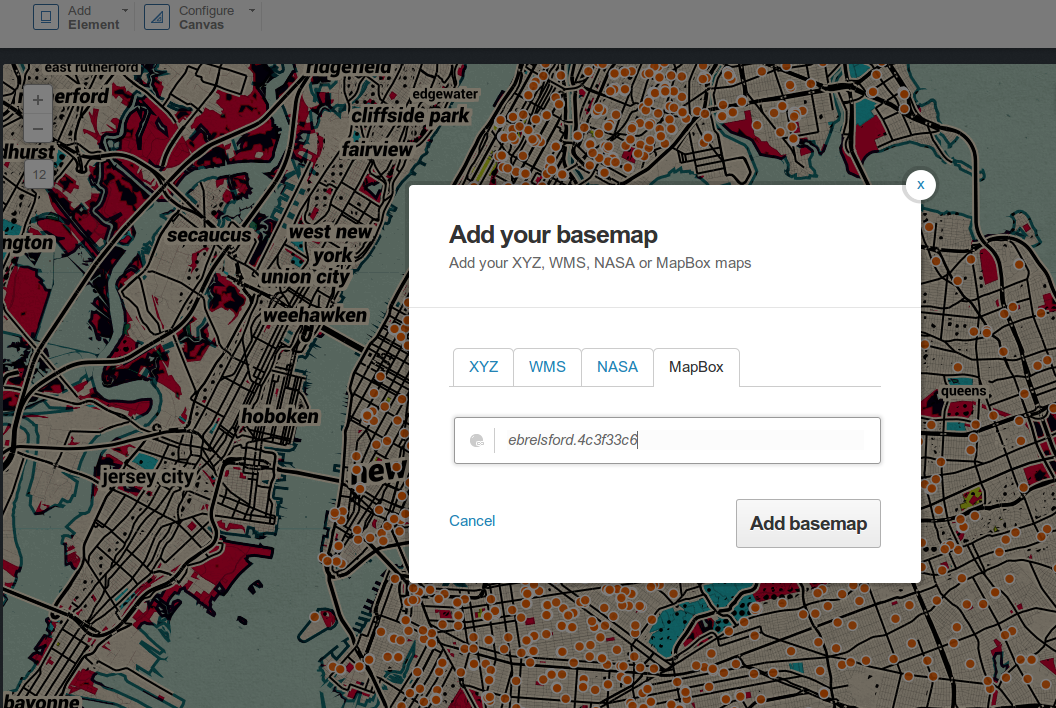 Add
Element
Configure
Canvas
east rutherford
ridgefield
edgewater
cliffside park
fairview
+
−
12
secaucus
west new
york
union city
weehawken
hoboken
jersey city
queens
bayonne
x
Add your basemap
Add your XYZ, WMS, NASA or MapBox maps
XYZ
WMS
NASA
MapBox
ebrelsford.4c3f33c6
Cancel
Add basemap